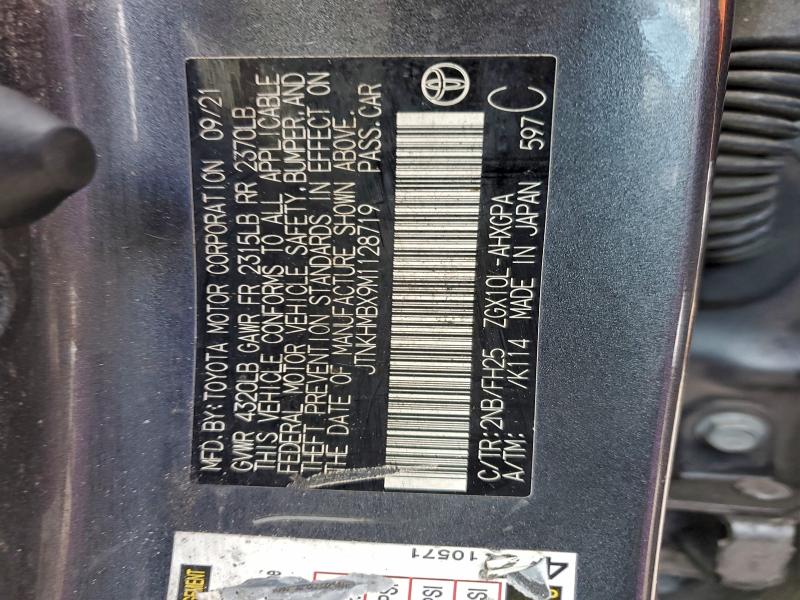 MFD. BY: TOYOTA MOTOR CORPORATION 09/21
GVWR 4320LB GAWR FR 2315LB RR 2370LB
THIS VEHICLE CONFORMS TO ALL APPLICABLE
FEDERAL MOTOR VEHICLE SAFETY, BUMPER, AND
THEFT PREVENTION STANDARDS IN EFFECT ON
THE DATE OF MANUFACTURE SHOWN ABOVE.
JTNKHMBX9M1128719 PASS. CAR
C/TR: 2NB/FH25 ZGX10L-AHXGPA
A/TM: /K114 MADE IN JAPAN 597 C
10571
PSI
PSI